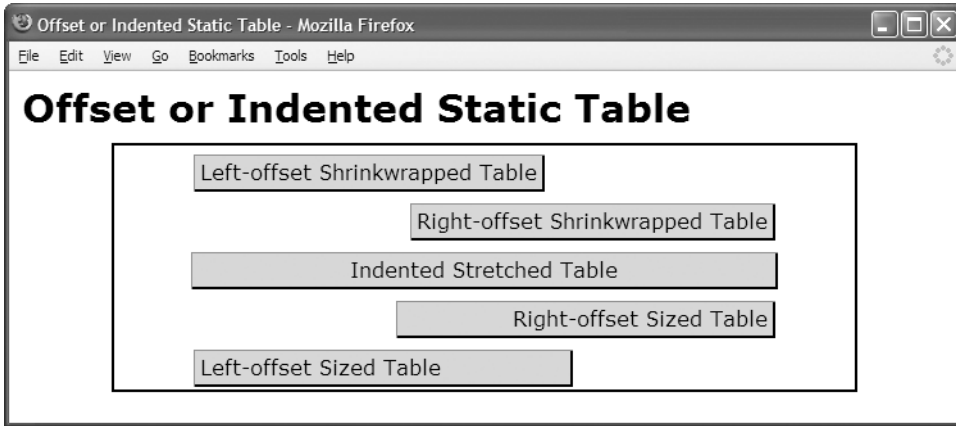 Offset or Indented Static Table - Mozilla Firefox
File Edit View Go Bookmarks Tools Help
Offset or Indented Static Table
Left-offset Shrinkwrapped Table
Right-offset Shrinkwrapped Table
Indented Stretched Table
Right-offset Sized Table
Left-offset Sized Table